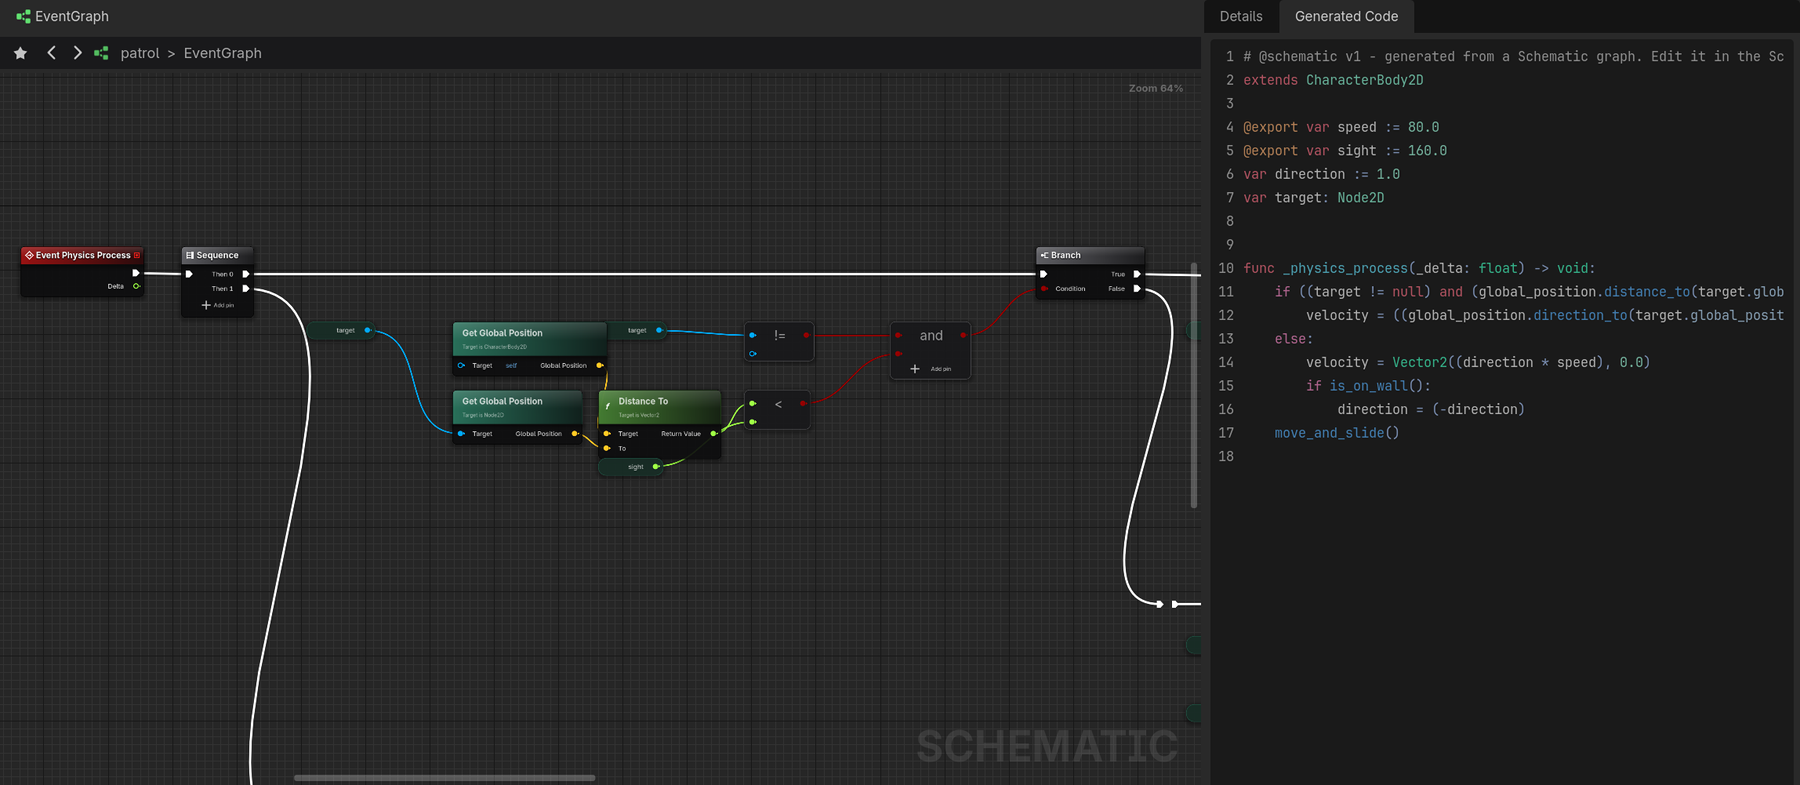 EventGraph
patrol > EventGraph
Zoom 64%
Event Physics Process
Delta
Sequence
Then 0
Then 1
Add pin
target
Get Global Position
Target is CharacterBody2D
Target self Global Position
target
!=
and
Add pin
Branch
True
Condition False
Get Global Position
Target is Node2D
Target Global Position
f Distance To
Target is Vector2
Target Return Value
To
<
sight
SCHEMATIC
Details Generated Code
1 # @schematic v1 - generated from a Schematic graph. Edit it in the Sc
2 extends CharacterBody2D
3
4 @export var speed := 80.0
5 @export var sight := 160.0
6 var direction := 1.0
7 var target: Node2D
8
9
10 func _physics_process(_delta: float) -> void:
11 if ((target != null) and (global_position.distance_to(target.glob
12 velocity = ((global_position.direction_to(target.global_posit
13 else:
14 velocity = Vector2((direction * speed), 0.0)
15 if is_on_wall():
16 direction = (-direction)
17 move_and_slide()
18